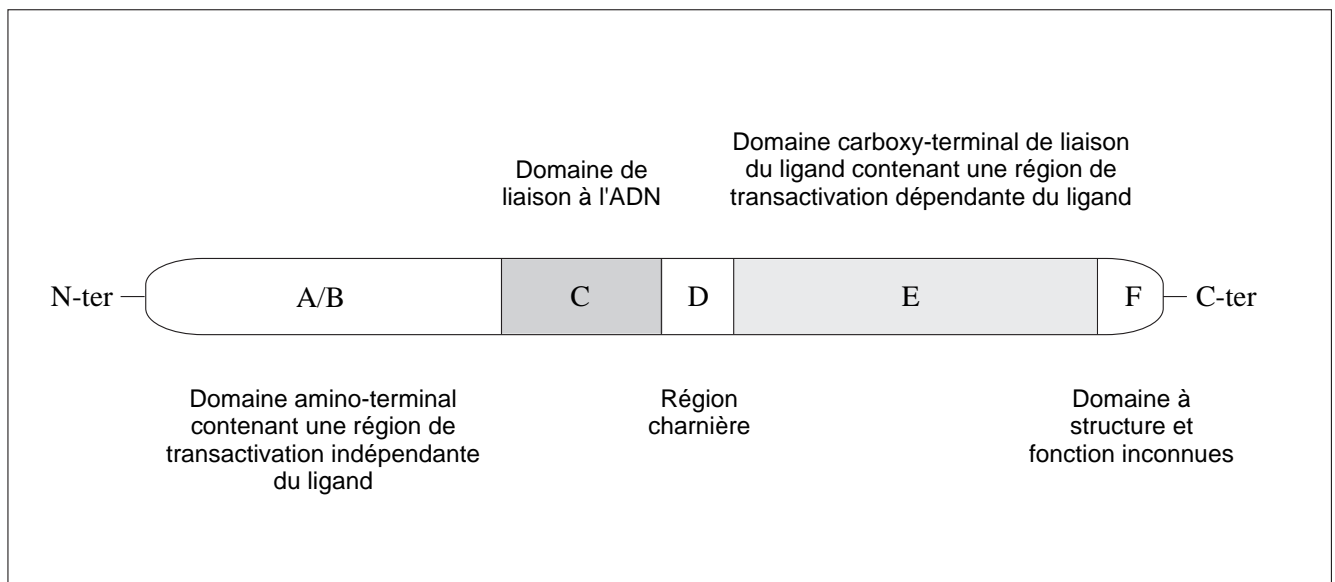 Domaine de
liaison à l'ADN
Domaine carboxy-terminal de liaison
du ligand contenant une région de
transactivation dépendante du ligand
N-ter
A/B
C
D
E
F
C-ter
Domaine amino-terminal
contenant une région de
transactivation indépendante
du ligand
Région
charnière
Domaine à
structure et
fonction inconnues